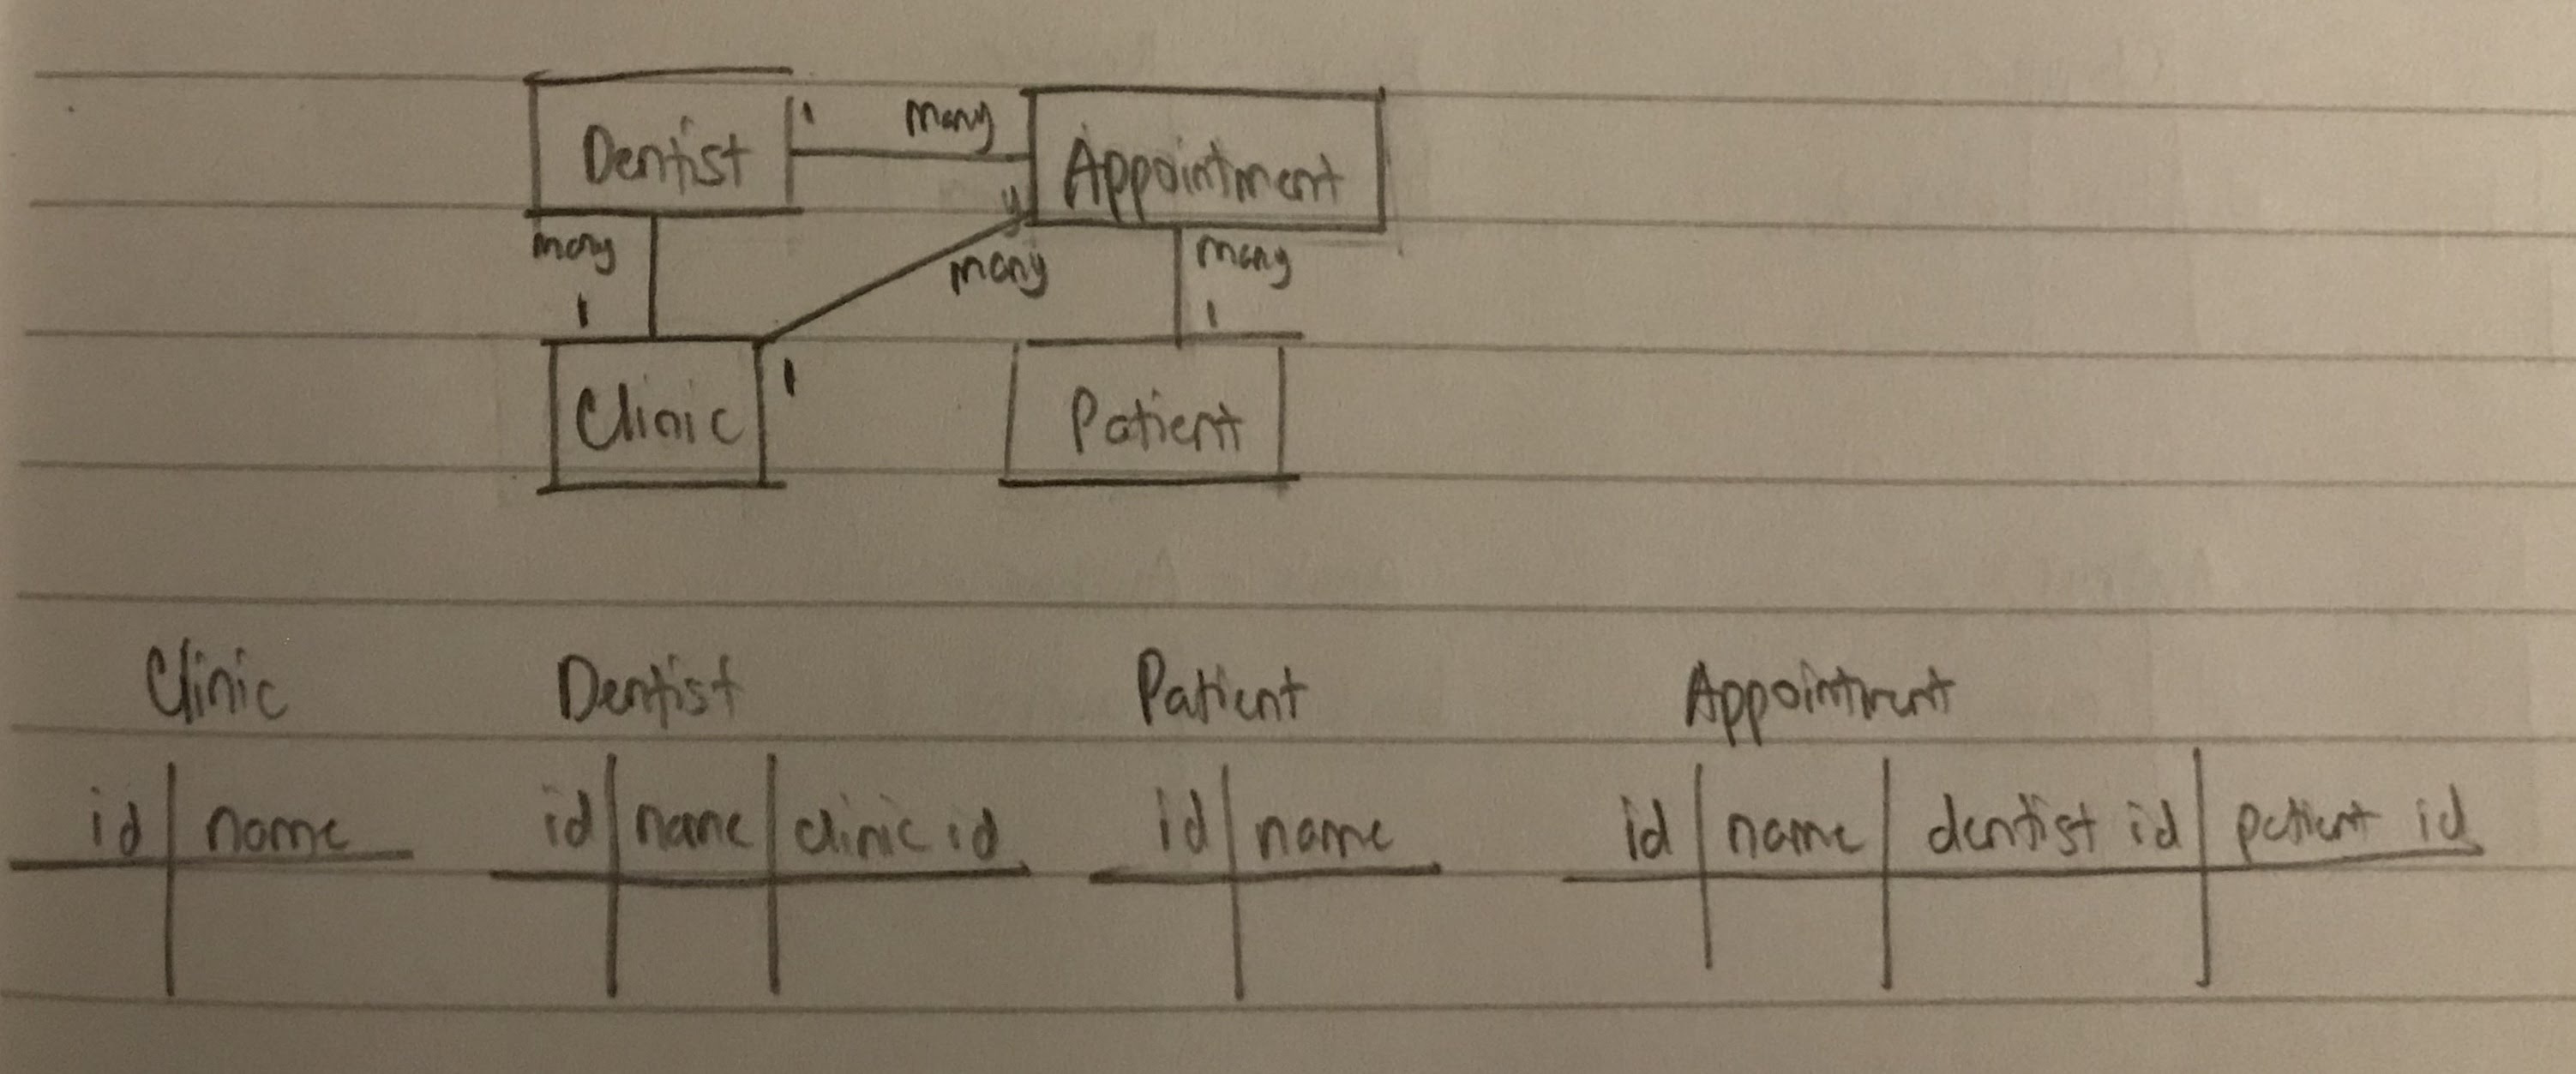 Dentist 1 many Appointment
many many many
1 1
1
Clinic Patient
Clinic Dentist Patient Appointment
id name id name clinic id id name id name dentist id patient id